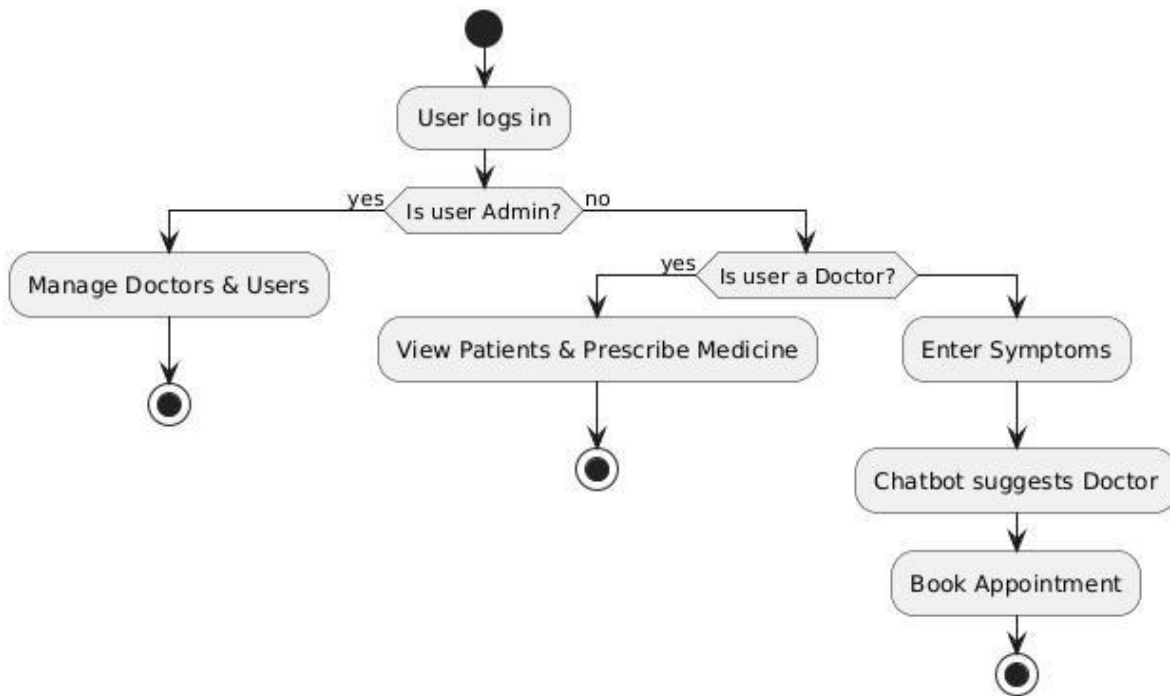 User logs in
yes
Is user Admin?
no
Manage Doctors & Users
yes
Is user a Doctor?
View Patients & Prescribe Medicine
Enter Symptoms
Chatbot suggests Doctor
Book Appointment